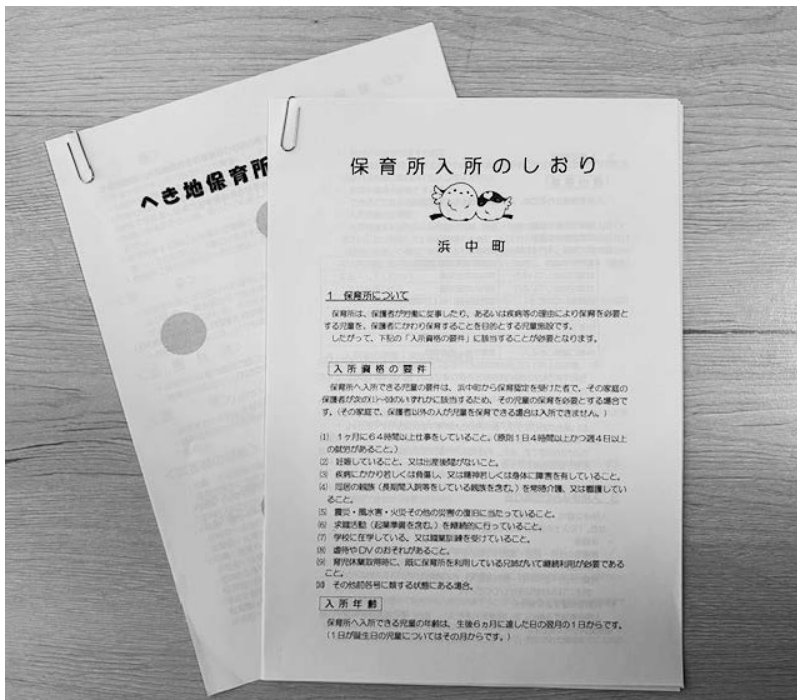 へき地保育所
保育所入所のしおり
浜中町
1 保育所について
保育所は、保護者が労働に従事したり、あるいは疾病等の理由により保育を必要と
する児童を、保護者にかわり保育することを目的とする児童施設です。
したがって、下記の「入所資格の要件」に該当することが必要となります。
入所資格の要件
保育所へ入所できる児童の要件は、浜中町から保育認定を受けた者で、その家庭の
保護者が次の(1)~(10)のいずれかに該当するため、その児童の保育を必要とする場合で
す。(その家庭で、保護者以外の人が児童を保育できる場合は入所できません。)
(1) 1ヶ月に64時間以上仕事をしていること。(原則1日4時間以上かつ週4日以上
の就労があること。)
(2) 妊娠していること、又は出産後間がないこと。
(3) 疾病にかかり若しくは負傷し、又は精神若しくは身体に障害を有していること。
(4) 同居の親族(長期間入院等をしている親族を含む。)を常時介護、又は看護してい
ること。
(5) 震災・風水害・火災その他の災害の復旧に当たっていること。
(6) 求職活動(起業準備を含む。)を継続的に行っていること。
(7) 学校に在学している、又は職業訓練を受けていること。
(8) 虐待やDVのおそれがあること。
(9) 育児休業取得時に、既に保育所を利用している兄姉がいて継続利用が必要である
こと。
(10) その他前各号に類する状態にある場合。
入所年齢
保育所へ入所できる児童の年齢は、生後6ヵ月に達した日の翌月の1日からです。
(1日が誕生日の児童についてはその月からです。)